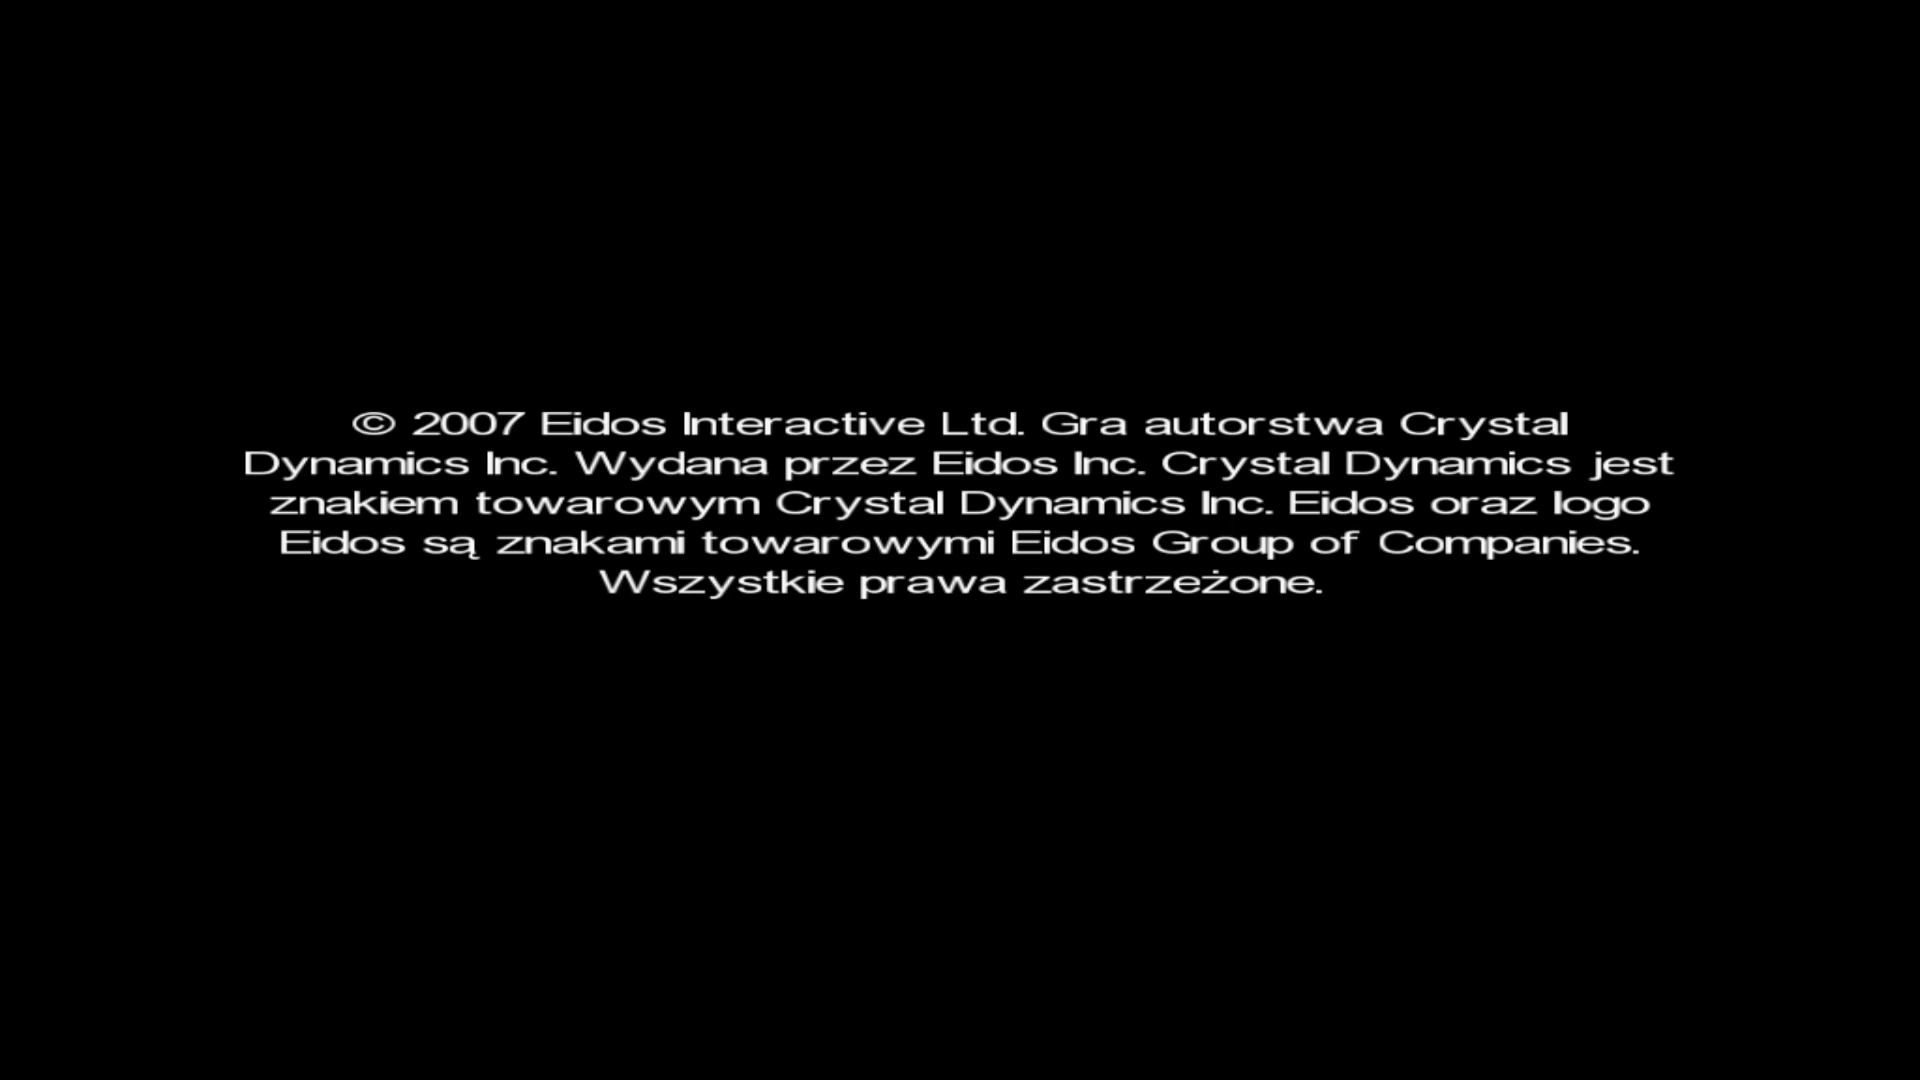 © 2007 Eidos Interactive Ltd. Gra autorstwa Crystal
Dynamics Inc. Wydana przez Eidos Inc. Crystal Dynamics jest
znakiem towarowym Crystal Dynamics Inc. Eidos oraz logo
Eidos są znakami towarowymi Eidos Group of Companies.
Wszystkie prawa zastrzeżone.